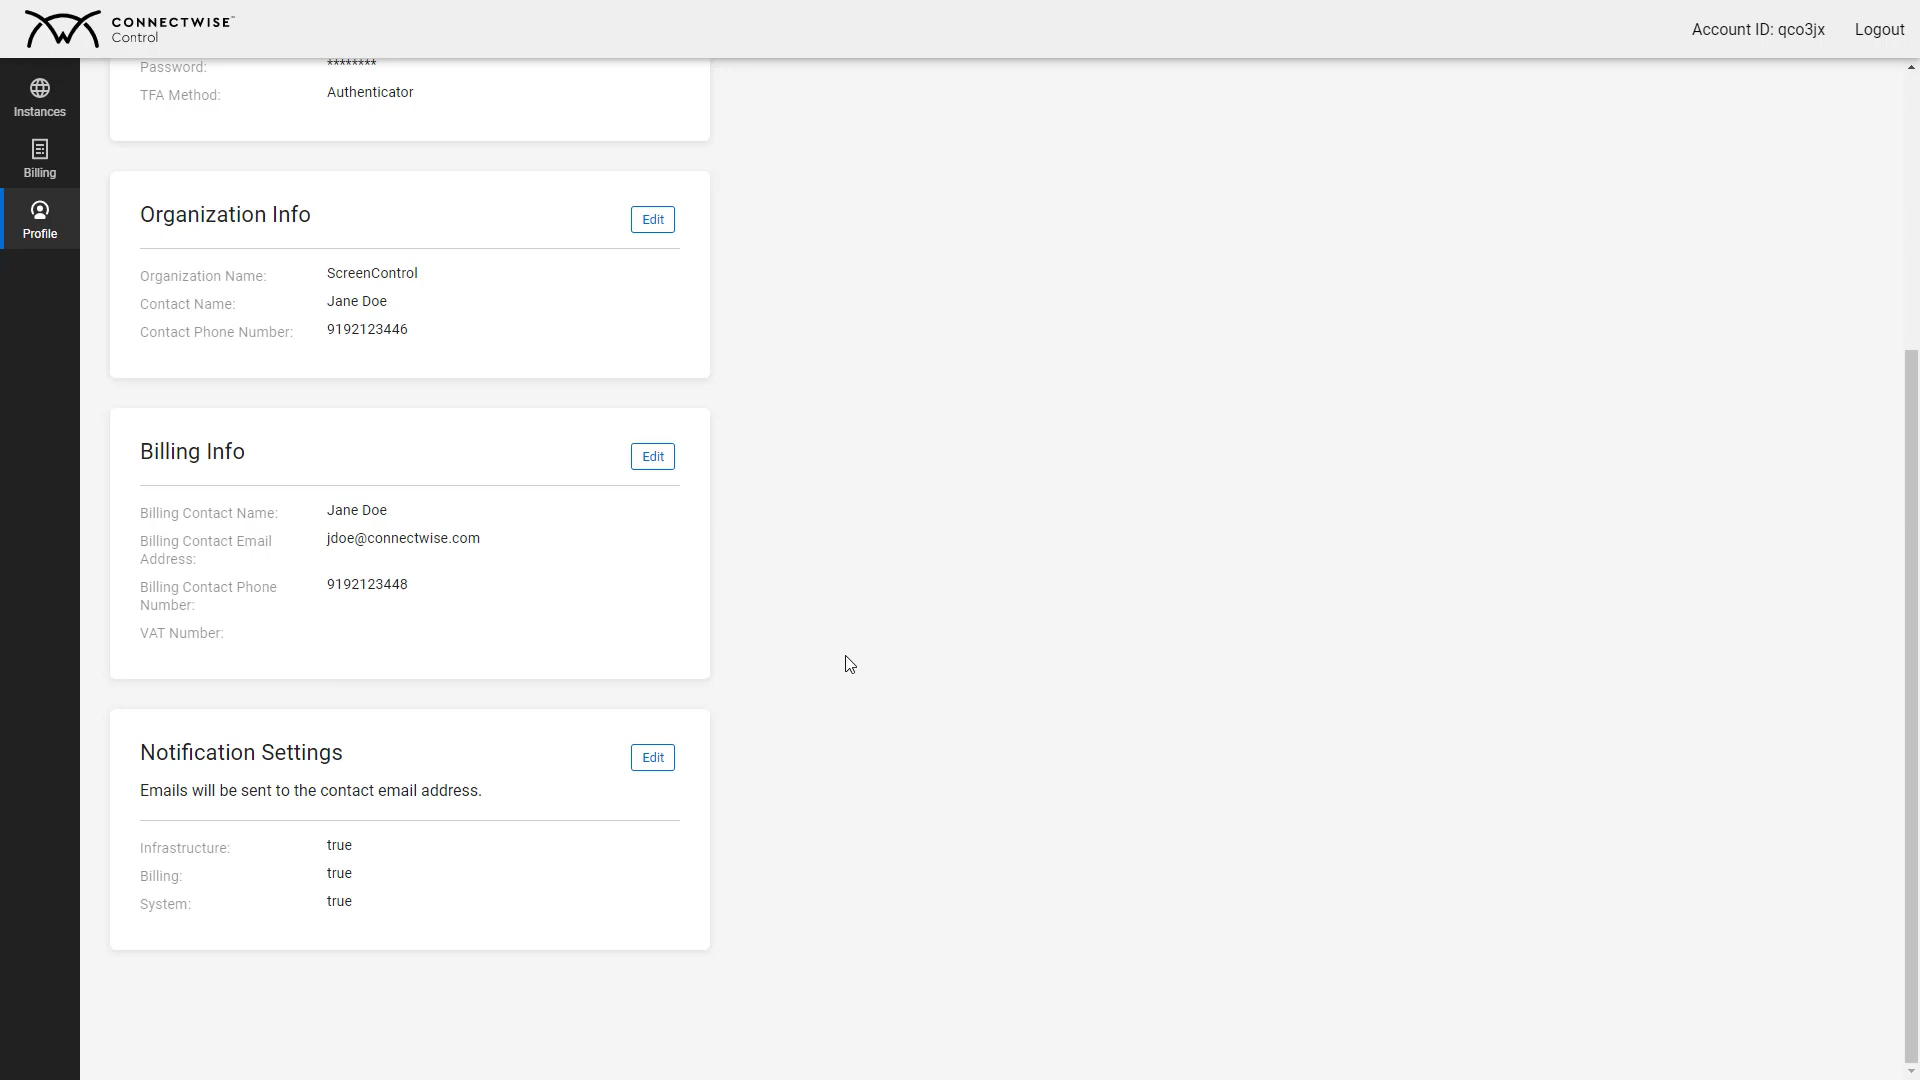 CONNECTWISE
Control
Account ID: qco3jx
Logout
Instances
Billing
Profile
Password: ********
TFA Method: Authenticator
Organization Info
Edit
Organization Name: ScreenControl
Contact Name: Jane Doe
Contact Phone Number: 9192123446
Billing Info
Edit
Billing Contact Name: Jane Doe
Billing Contact Email
Address:
jdoe@connectwise.com
Billing Contact Phone
Number:
9192123448
VAT Number:
Notification Settings
Edit
Emails will be sent to the contact email address.
Infrastructure: true
Billing: true
System: true